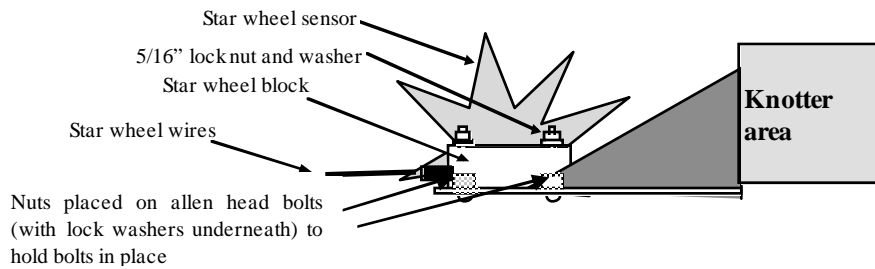 Star wheel sensor
5/16” lock nut and washer
Star wheel block
Knotter
area
Star wheel wires
Nuts placed on allen head bolts
(with lock washers underneath) to
hold bolts in place